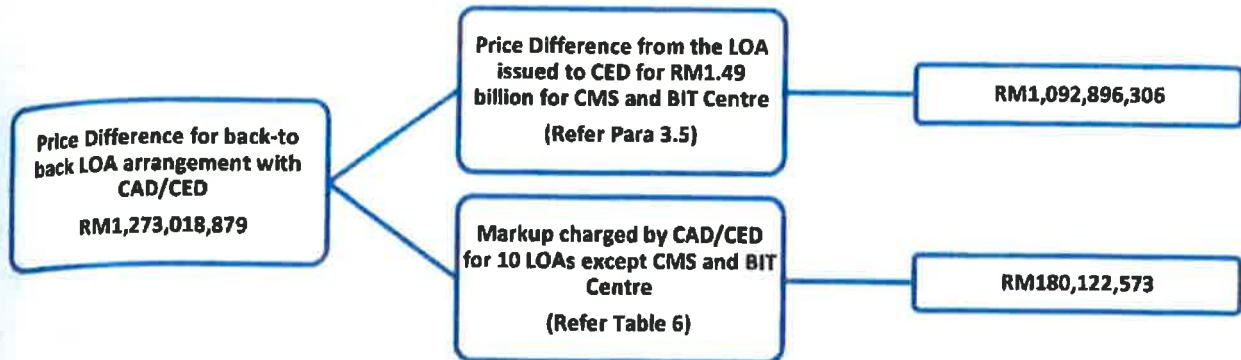 Price Difference for back-to
back LOA arrangement with
CAD/CED
RM1,273,018,879
Price Difference from the LOA
issued to CED for RM1.49
billion for CMS and BIT Centre
(Refer Para 3.5)
RM1,092,896,306
Markup charged by CAD/CED
for 10 LOAs except CMS and BIT
Centre
(Refer Table 6)
RM180,122,573